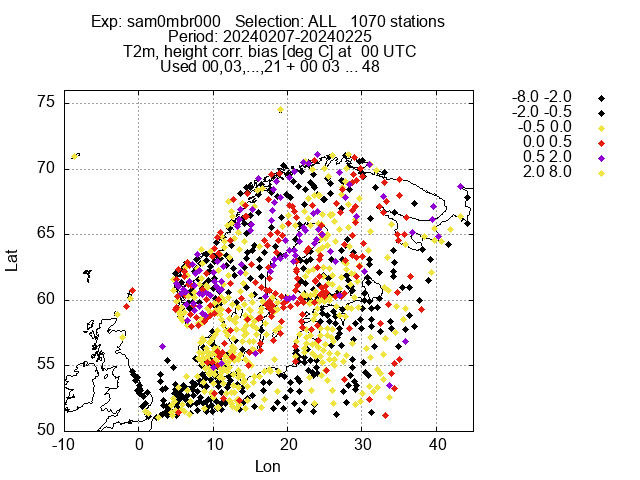 Exp: sam0mbr000   Selection: ALL   1070 stations
Period: 20240207-20240225
T2m, height corr. bias [deg C] at  00 UTC
Used 00,03,...,21 + 00 03 ... 48
-8.0 -2.0
-2.0 -0.5
-0.5 0.0
0.0 0.5
0.5 2.0
2.0 8.0
75
70
65
60
55
50
Lat
-10 0 10 20 30 40
Lon